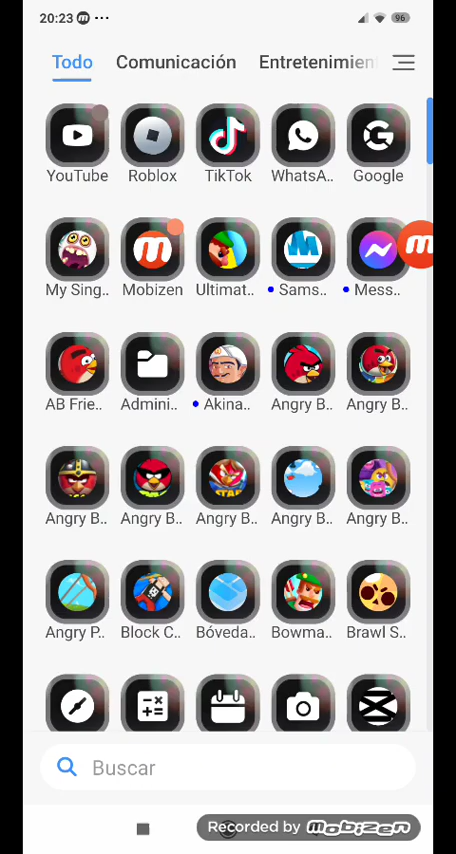 20:23
96
Todo Comunicación Entretenimien
YouTube Roblox TikTok WhatsA.. Google
My Sing.. Mobizen Ultimat.. Sams.. Mess..
AB Frie.. Admini.. Akina.. Angry B.. Angry B..
Angry B.. Angry B.. Angry B.. Angry B.. Angry B..
Angry P.. Block C.. Bóveda.. Bowma.. Brawl S..
Buscar
Recorded by mobizen